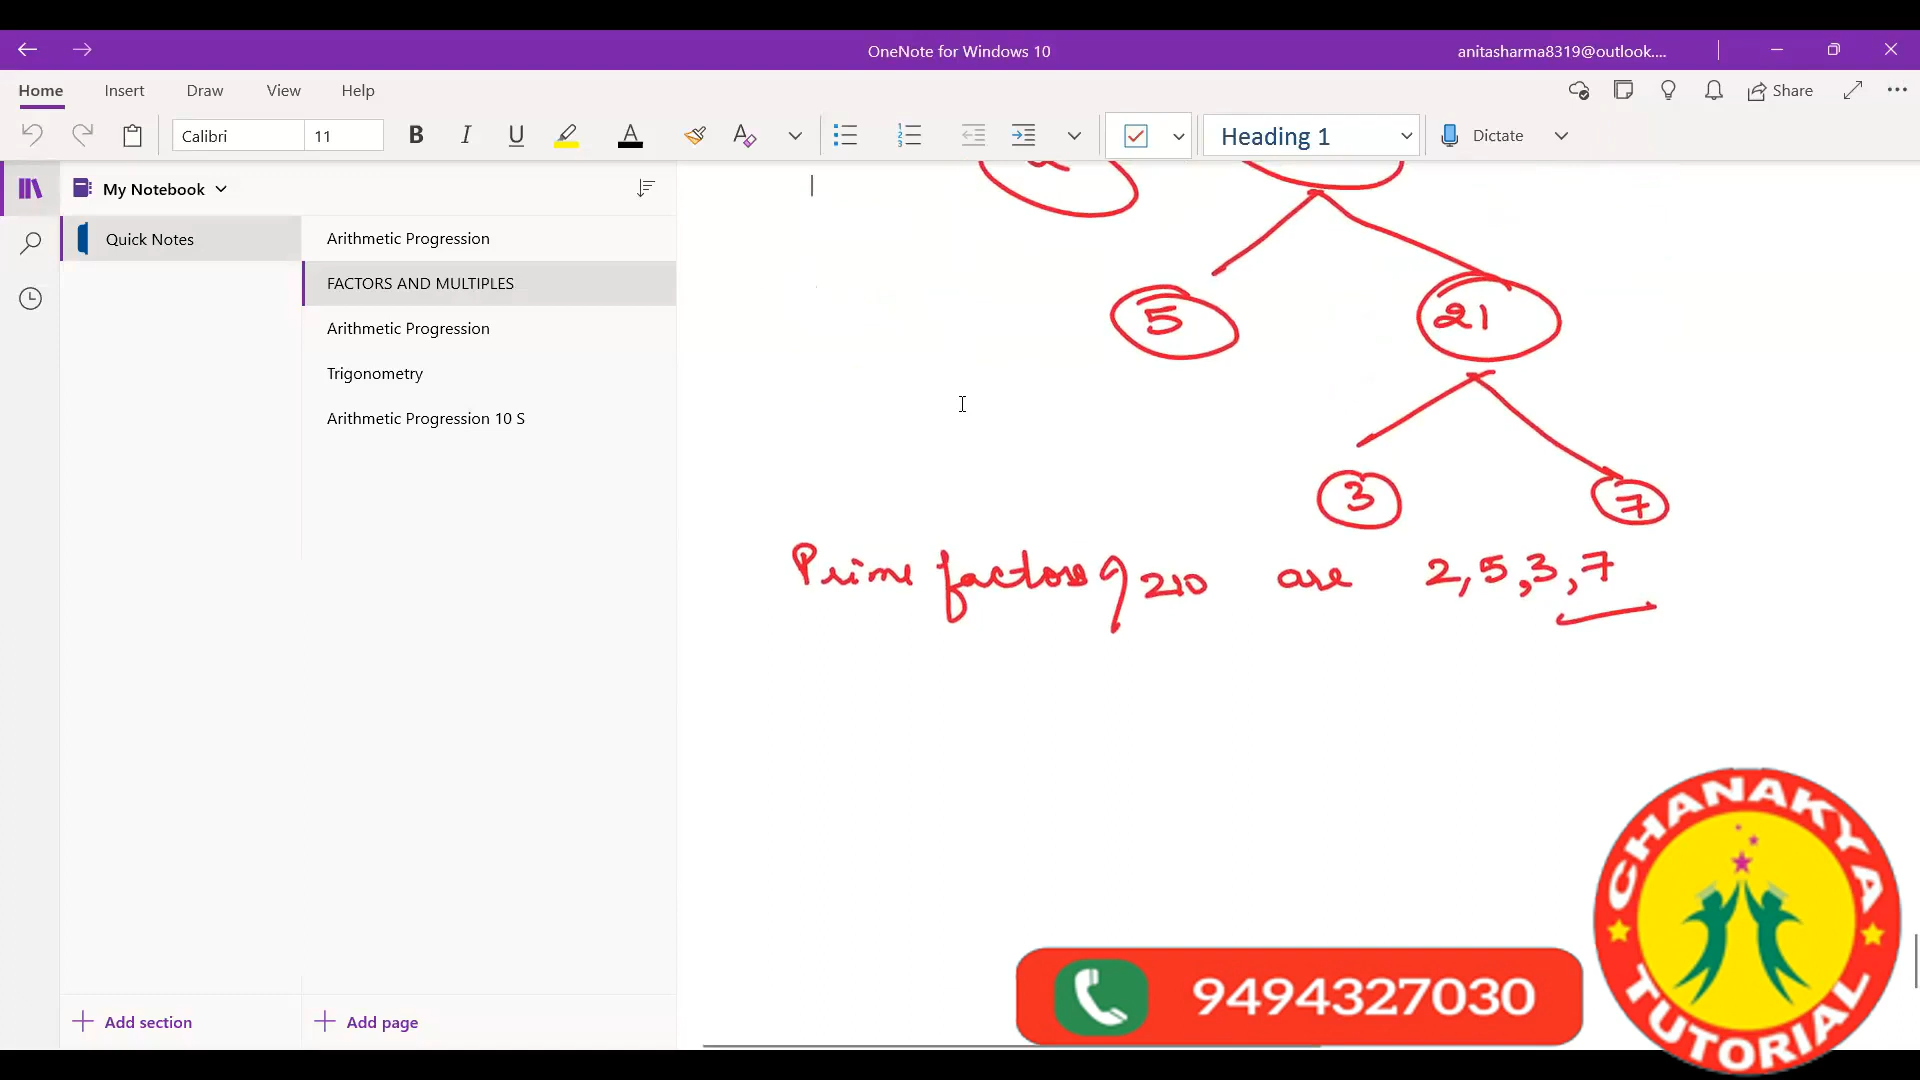 OneNote for Windows 10
anitasharma8319@outlook....
Home Insert Draw View Help
Share
Calibri 11 B I U A Heading 1 Dictate
My Notebook
Quick Notes
Arithmetic Progression
FACTORS AND MULTIPLES
Arithmetic Progression
Trigonometry
Arithmetic Progression 10 S
5 21
3 7
Prime factors of 210 are 2,5,3,7
CHANAKYA
TUTORIAL
9494327030
Add section Add page